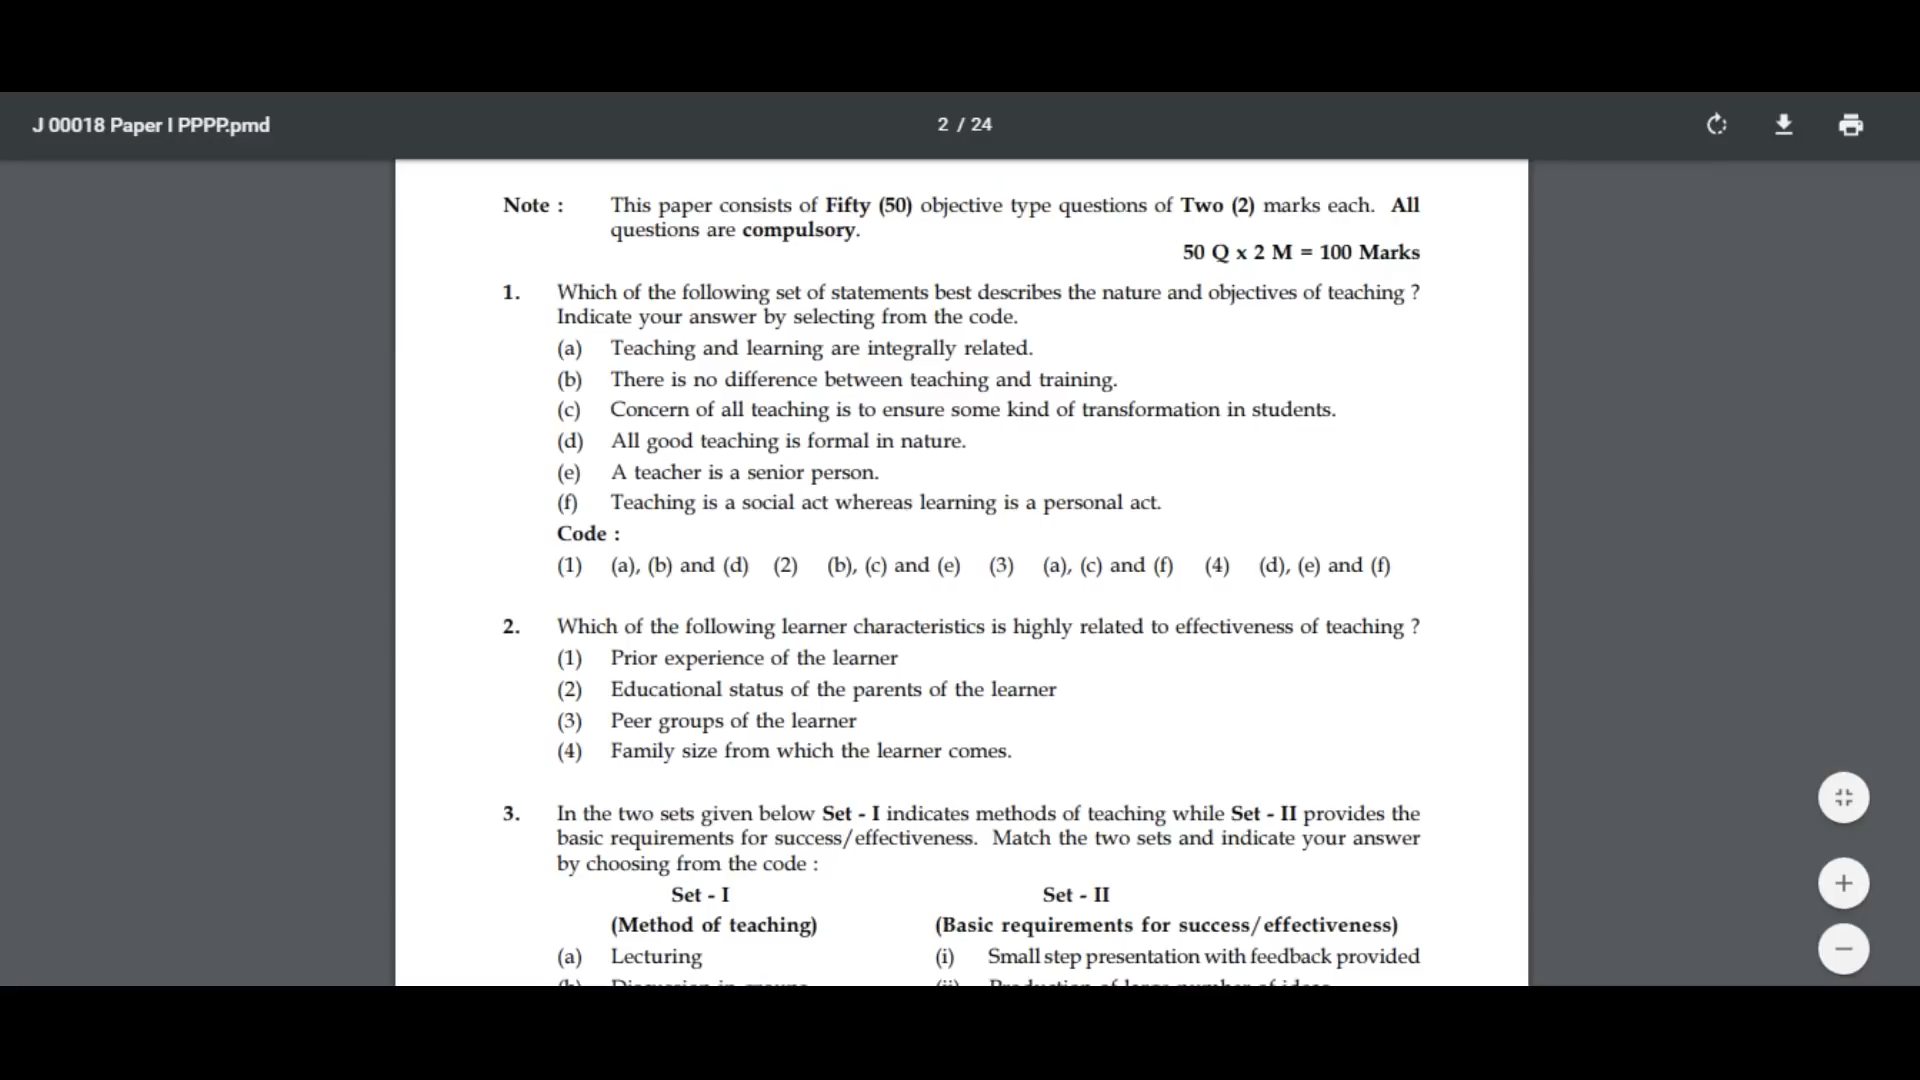 J 00018 Paper I PPPP.pmd
2 / 24
Note : This paper consists of Fifty (50) objective type questions of Two (2) marks each. All
questions are compulsory.
50 Q x 2 M = 100 Marks
1. Which of the following set of statements best describes the nature and objectives of teaching ?
Indicate your answer by selecting from the code.
(a) Teaching and learning are integrally related.
(b) There is no difference between teaching and training.
(c) Concern of all teaching is to ensure some kind of transformation in students.
(d) All good teaching is formal in nature.
(e) A teacher is a senior person.
(f) Teaching is a social act whereas learning is a personal act.
Code :
(1) (a), (b) and (d) (2) (b), (c) and (e) (3) (a), (c) and (f) (4) (d), (e) and (f)
2. Which of the following learner characteristics is highly related to effectiveness of teaching ?
(1) Prior experience of the learner
(2) Educational status of the parents of the learner
(3) Peer groups of the learner
(4) Family size from which the learner comes.
3. In the two sets given below Set - I indicates methods of teaching while Set - II provides the
basic requirements for success/effectiveness. Match the two sets and indicate your answer
by choosing from the code :
Set - I Set - II
(Method of teaching) (Basic requirements for success/effectiveness)
(a) Lecturing (i) Small step presentation with feedback provided
(b) Discussion in groups (ii) Production of large number of ideas